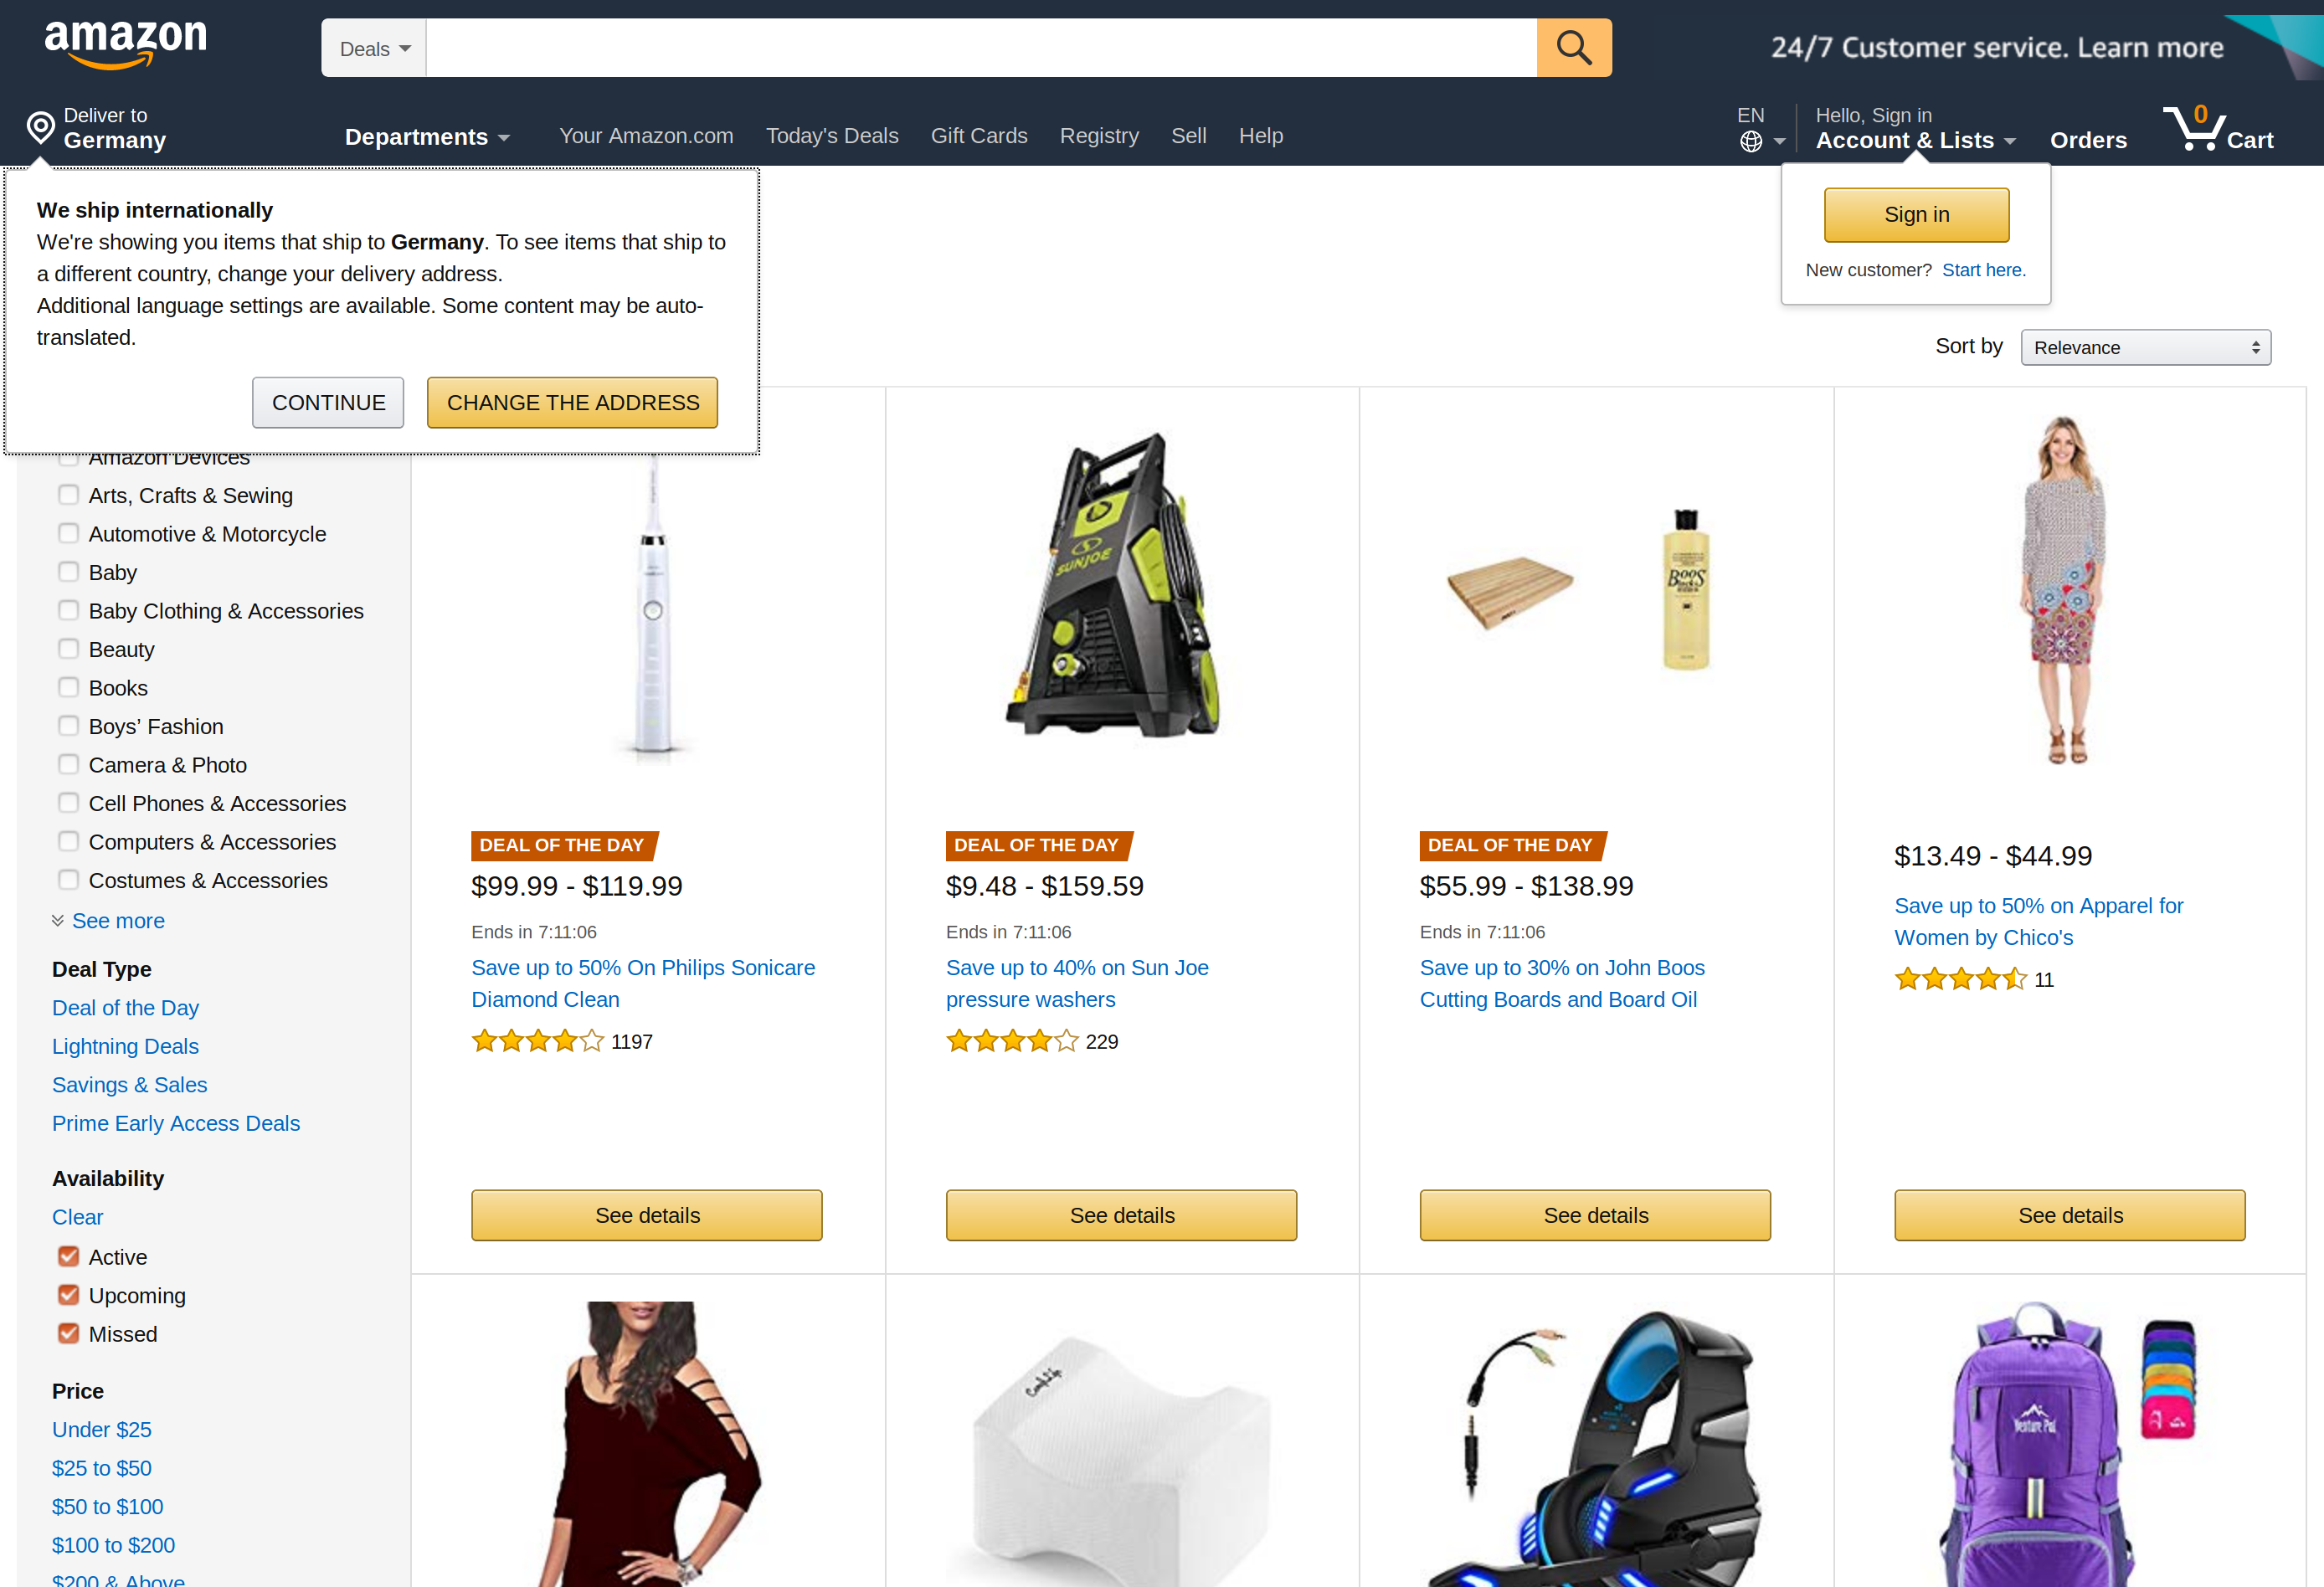 amazon
Deals
24/7 Customer service. Learn more
Deliver to
Germany
Departments
Your Amazon.com
Today's Deals
Gift Cards
Registry
Sell
Help
EN
Hello, Sign in
Account & Lists
Orders
0
Cart
We ship internationally
We're showing you items that ship to Germany. To see items that ship to
a different country, change your delivery address.
Additional language settings are available. Some content may be auto-
translated.
CONTINUE
CHANGE THE ADDRESS
Sign in
New customer? Start here.
Sort by
Relevance
Amazon Devices
Arts, Crafts & Sewing
Automotive & Motorcycle
Baby
Baby Clothing & Accessories
Beauty
Books
Boys’ Fashion
Camera & Photo
Cell Phones & Accessories
Computers & Accessories
Costumes & Accessories
See more
Deal Type
Deal of the Day
Lightning Deals
Savings & Sales
Prime Early Access Deals
Availability
Clear
Active
Upcoming
Missed
Price
Under $25
$25 to $50
$50 to $100
$100 to $200
$200 & Above
DEAL OF THE DAY
$99.99 - $119.99
Ends in 7:11:06
Save up to 50% On Philips Sonicare
Diamond Clean
1197
See details
SUNJOE
DEAL OF THE DAY
$9.48 - $159.59
Ends in 7:11:06
Save up to 40% on Sun Joe
pressure washers
229
See details
BOOS
DEAL OF THE DAY
$55.99 - $138.99
Ends in 7:11:06
Save up to 30% on John Boos
Cutting Boards and Board Oil
See details
$13.49 - $44.99
Save up to 50% on Apparel for
Women by Chico's
11
See details
ComfiLife
Venture Pal